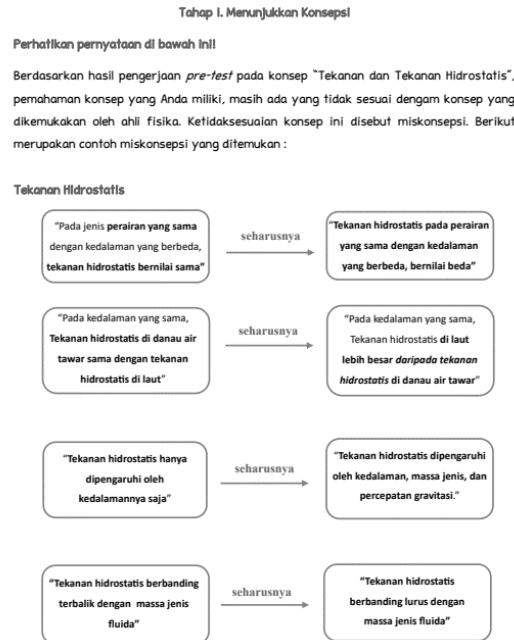 Tahap I. Menunjukkan Konsepsi
Perhatikan pernyataan di bawah ini!
Berdasarkan hasil pengerjaan pre-test pada konsep "Tekanan dan Tekanan Hidrostatis",
pemahaman konsep yang Anda miliki, masih ada yang tidak sesuai dengam konsep yang
dikemukakan oleh ahli fisika. Ketidaksesuaian konsep ini disebut miskonsepsi. Berikut
merupakan contoh miskonsepsi yang ditemukan :
Tekanan Hidrostatis
"Pada jenis perairan yang sama
dengan kedalaman yang berbeda,
tekanan hidrostatis bernilai sama"
seharusnya
"Tekanan hidrostatis pada perairan
yang sama dengan kedalaman
yang berbeda, bernilai beda"
"Pada kedalaman yang sama,
Tekanan hidrostatis di danau air
tawar sama dengan tekanan
hidrostatis di laut"
seharusnya
"Pada kedalaman yang sama,
Tekanan hidrostatis di laut
lebih besar daripada tekanan
hidrostatis di danau air tawar"
"Tekanan hidrostatis hanya
dipengaruhi oleh
kedalamannya saja"
seharusnya
"Tekanan hidrostatis dipengaruhi
oleh kedalaman, massa jenis, dan
percepatan gravitasi."
"Tekanan hidrostatis berbanding
terbalik dengan massa jenis
fluida"
seharusnya
"Tekanan hidrostatis
berbanding lurus dengan
massa jenis fluida"